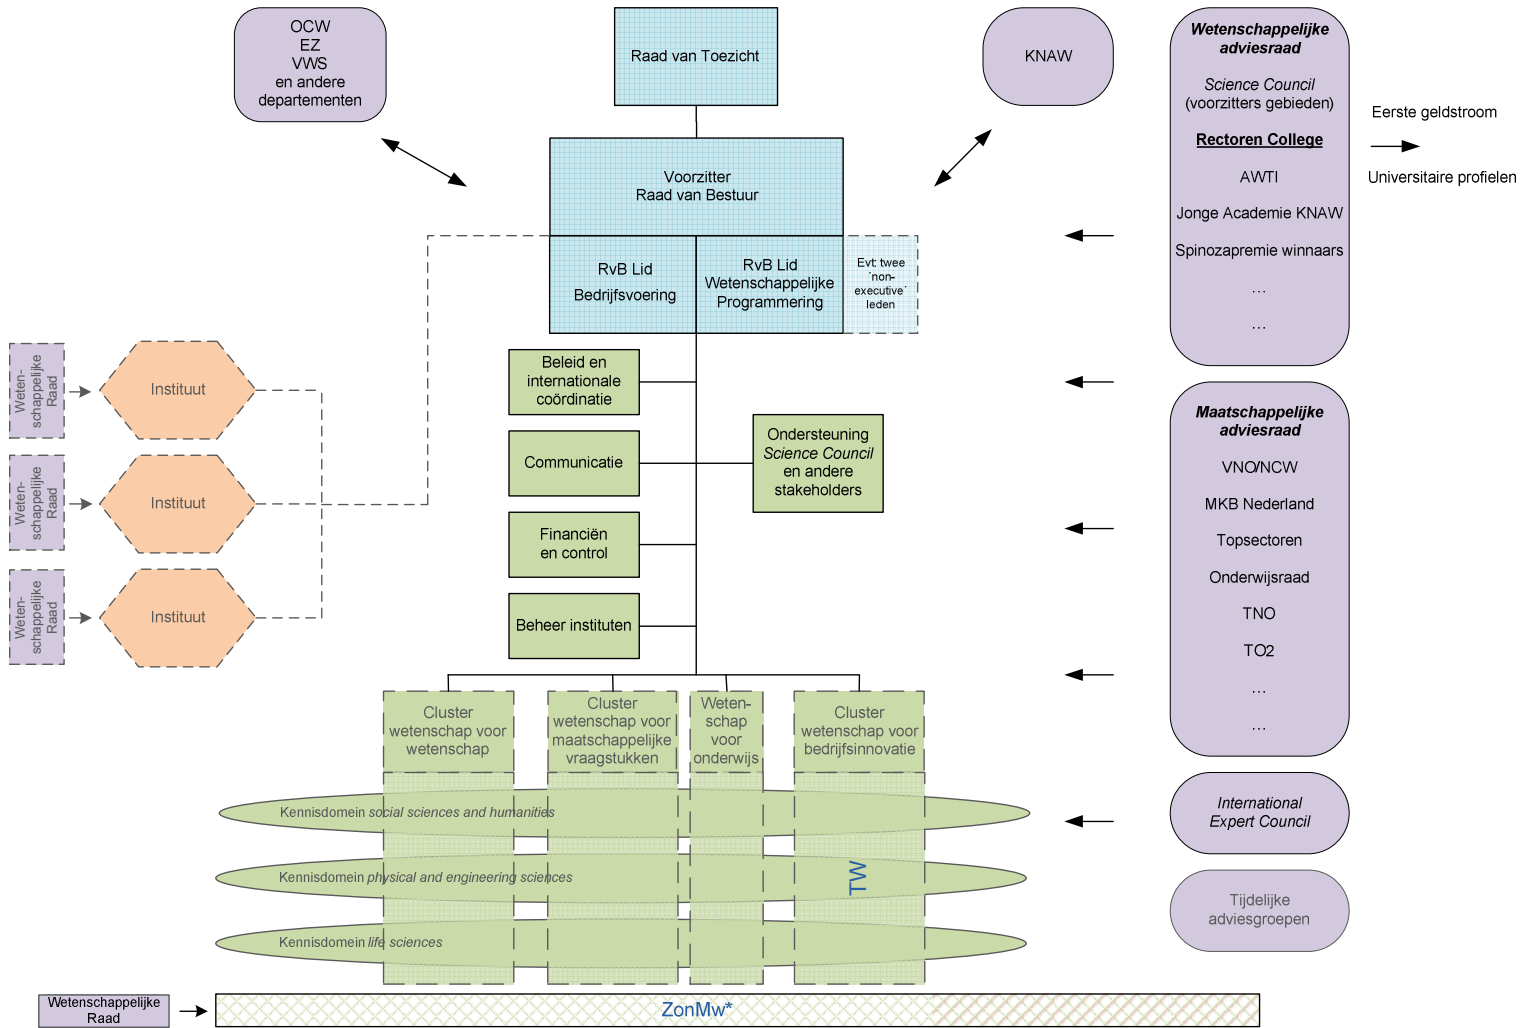 OCW
EZ
VWS
en andere
departementen
Raad van Toezicht
KNAW
Wetenschappelijke
adviesraad
Science Council
(voorzitters gebieden)
Rectoren College
AWTI
Jonge Academie KNAW
Spinozapremie winnaars
...
...
Eerste geldstroom
Universitaire profielen
Voorzitter
Raad van Bestuur
RvB Lid
Bedrijfsvoering
RvB Lid
Wetenschappelijke
Programmering
Evt: twee
´non-
executive´
leden
Weten-
schappelijke
Raad
Instituut
Weten-
schappelijke
Raad
Instituut
Weten-
schappelijke
Raad
Instituut
Beleid en
internationale
coördinatie
Communicatie
Financiën
en control
Beheer instituten
Ondersteuning
Science Council
en andere
stakeholders
Maatschappelijke
adviesraad
VNO/NCW
MKB Nederland
Topsectoren
Onderwijsraad
TNO
TO2
...
...
Cluster
wetenschap voor
wetenschap
Cluster
wetenschap voor
maatschappelijke
vraagstukken
Weten-
schap
voor
onderwijs
Cluster
wetenschap voor
bedrijfsinnovatie
Kennisdomein social sciences and humanities
Kennisdomein physical and engineering sciences
TW
Kennisdomein life sciences
International
Expert Council
Tijdelijke
adviesgroepen
Wetenschappelijke
Raad
ZonMw*